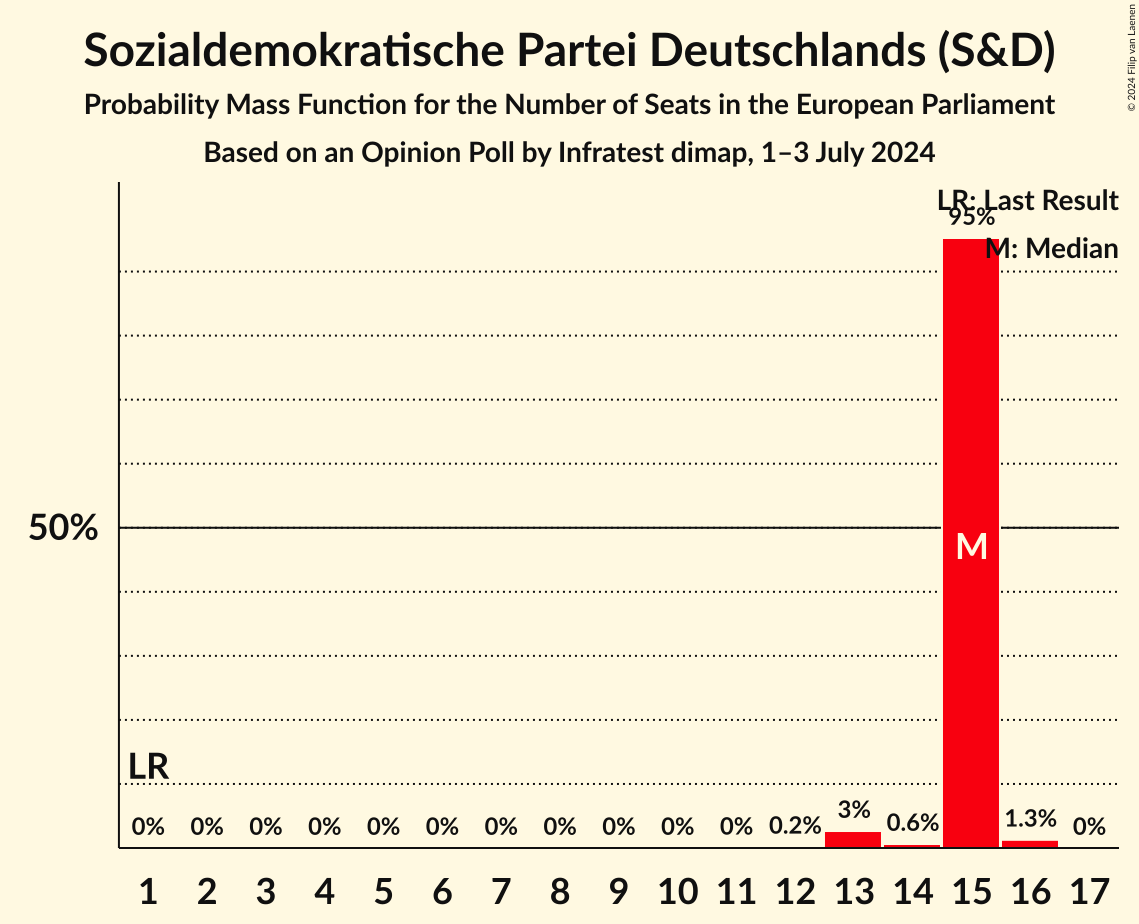 Sozialdemokratische Partei Deutschlands (S&D)
Probability Mass Function for the Number of Seats in the European Parliament
Based on an Opinion Poll by Infratest dimap, 1–3 July 2024
© 2024 Filip van Laenen
LR: Last Result
95%
M: Median
50%
M
LR
0% 0% 0% 0% 0% 0% 0% 0% 0% 0% 0% 0.2% 3% 0.6% 1.3% 0%
1 2 3 4 5 6 7 8 9 10 11 12 13 14 15 16 17